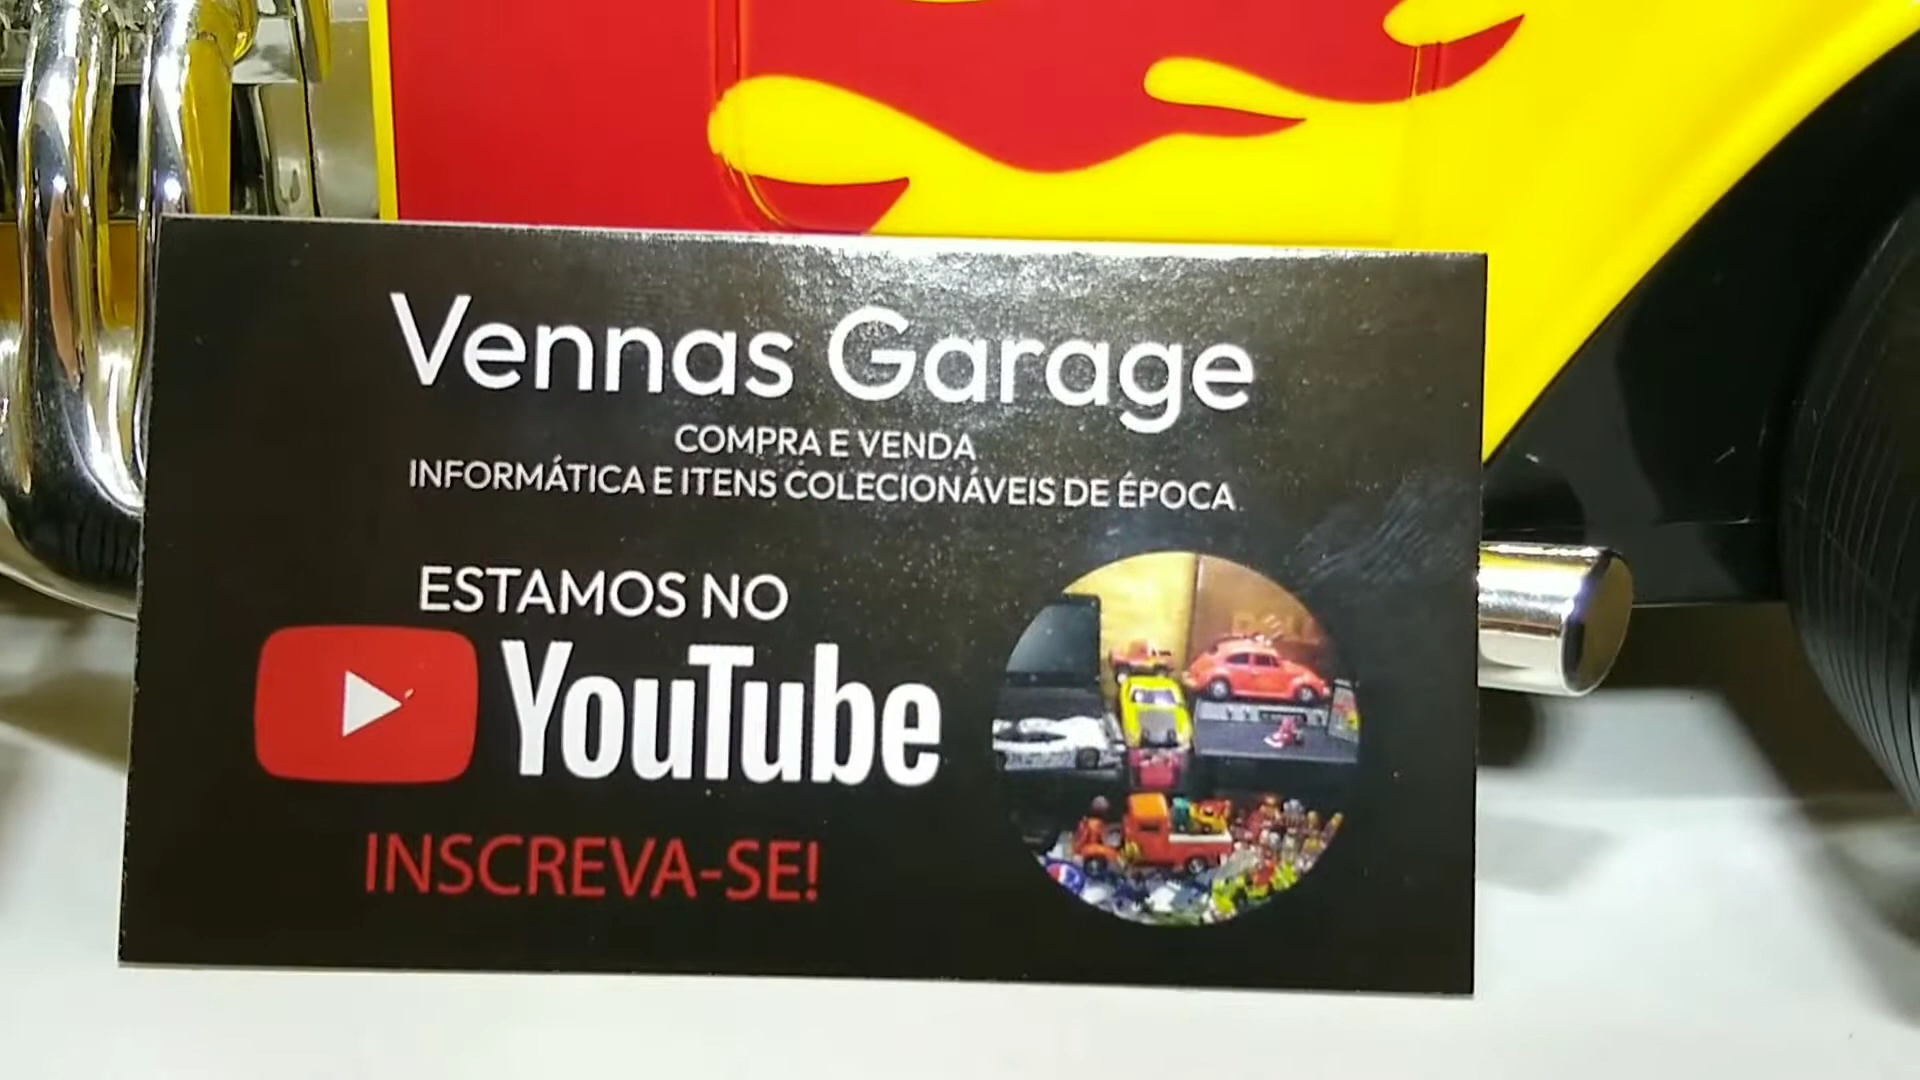 Vennas Garage
COMPRA E VENDA
INFORMÁTICA E ITENS COLECIONÁVEIS DE ÉPOCA
ESTAMOS NO
YouTube
INSCREVA-SE!